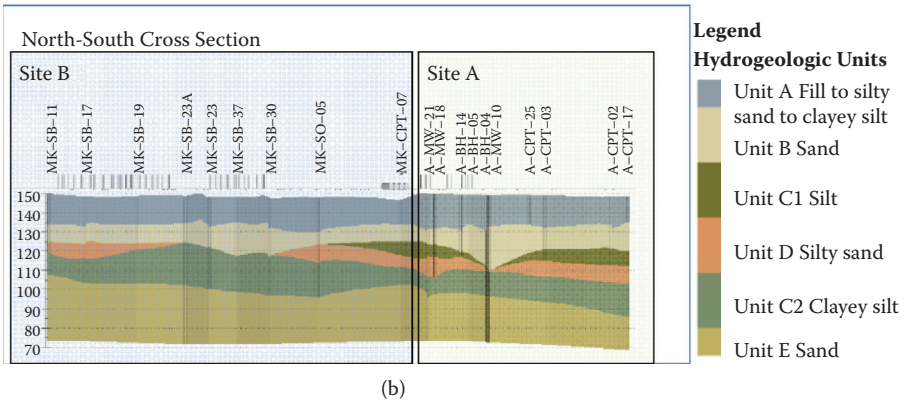 North-South Cross Section
Site B
Site A
MK–SB–11
MK–SB–17
MK–SB–19
MK–SB–23A
MK–SB–23
MK–SB–37
MK–SB–30
MK–SO–05
MK–CPT–07
A–MW–21
A–MW–18
A–BH–14
A–BH–05
A–BH–04
A–MW–10
A–CPT–25
A–CPT–03
A–CPT–02
A–CPT–17
150
140
130
120
110
100
90
80
70
Legend
Hydrogeologic Units
Unit A Fill to silty
sand to clayey silt
Unit B Sand
Unit C1 Silt
Unit D Silty sand
Unit C2 Clayey silt
Unit E Sand
(b)